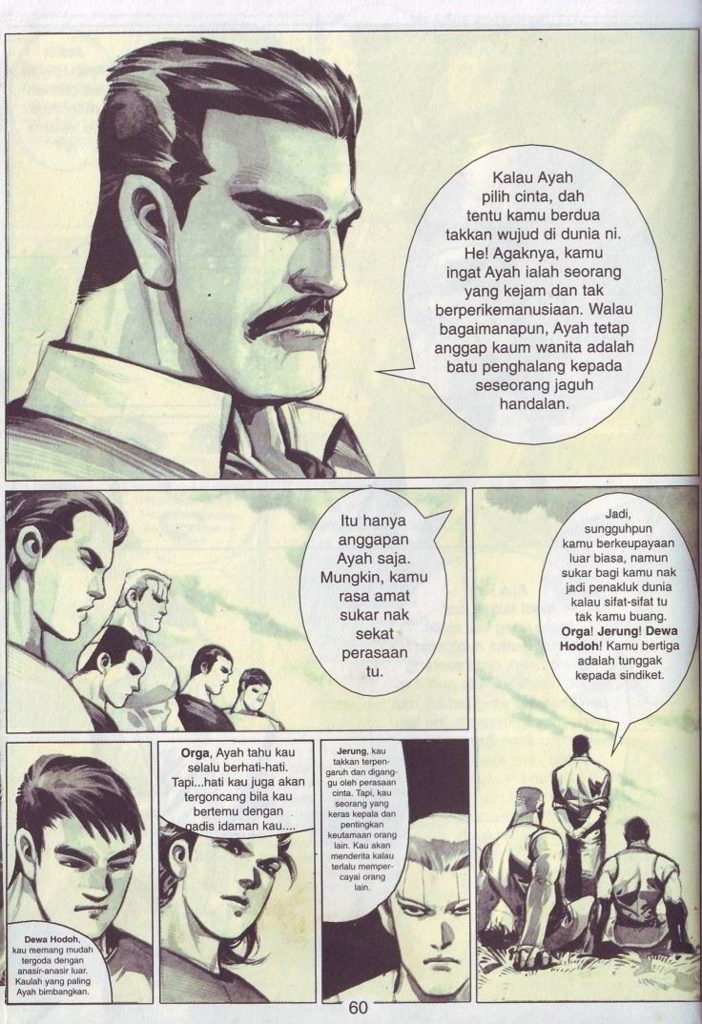 Kalau Ayah
pilih cinta, dah
tentu kamu berdua
takkan wujud di dunia ni.
He! Agaknya, kamu
ingat Ayah ialah seorang
yang kejam dan tak
berperikemanusiaan. Walau
bagaimanapun, Ayah tetap
anggap kaum wanita adalah
batu penghalang kepada
seseorang jaguh
handalan.
Itu hanya
anggapan
Ayah saja.
Mungkin, kamu
rasa amat
sukar nak
sekat
perasaan
tu.
Jadi,
sungguhpun
kamu berkeupayaan
luar biasa, namun
sukar bagi kamu nak
jadi penakluk dunia
kalau sifat-sifat tu
tak kamu buang.
Orga! Jerung! Dewa
Hodoh! Kamu bertiga
adalah tunggak
kepada sindiket.
Dewa Hodoh,
kau memang mudah
tergoda dengan
anasir-anasir luar.
Kaulah yang paling
Ayah bimbangkan.
Orga, Ayah tahu kau
selalu berhati-hati.
Tapi...hati kau juga akan
tergoncang bila kau
bertemu dengan
gadis idaman kau....
Jerung, kau
takkan terpen-
garuh dan digang-
gu oleh perasaan
cinta. Tapi, kau
seorang yang
keras kepala dan
pentingkan
keutamaan orang
lain. Kau akan
menderita kalau
terlalu memper-
cayai orang
lain.
60